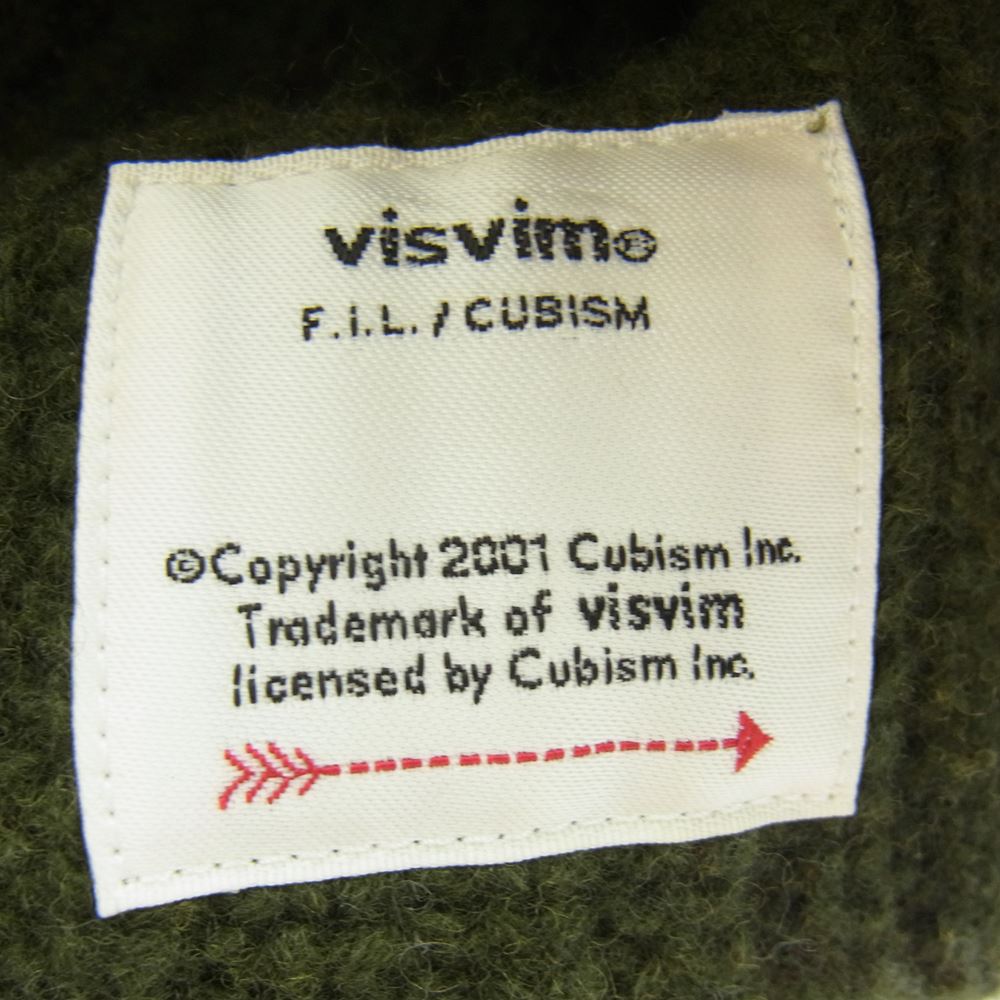 visvim®
F.I.L. / CUBISM
©Copyright 2001 Cubism Inc.
Trademark of visvim
licensed by Cubism Inc.